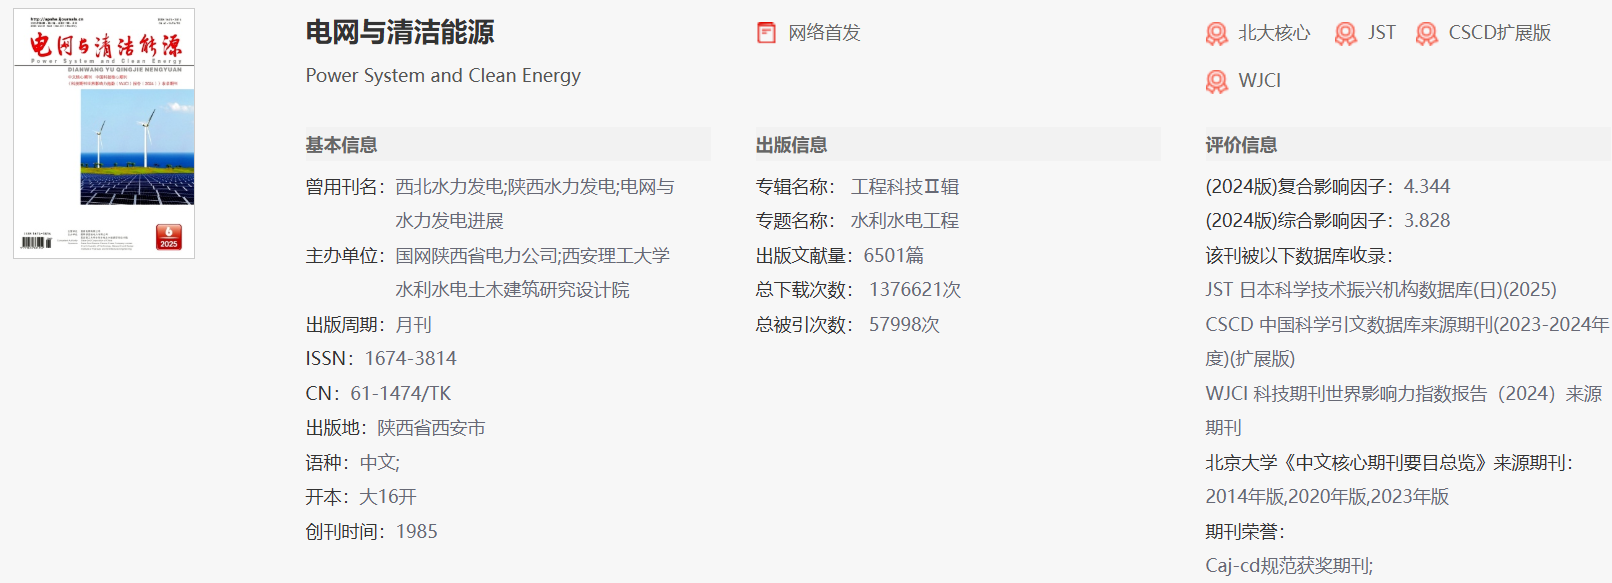 电网与清洁能源
Power System and Clean Energy
DIANWANG YU QINGJIE NENGYUAN
6
2025
电网与清洁能源
Power System and Clean Energy
网络首发
北大核心 JST CSCD扩展版
WJCI
基本信息
曾用刊名：西北水力发电;陕西水力发电;电网与
水力发电进展
主办单位：国网陕西省电力公司;西安理工大学
水利水电土木建筑研究设计院
出版周期：月刊
ISSN：1674-3814
CN：61-1474/TK
出版地：陕西省西安市
语种：中文;
开本：大16开
创刊时间：1985
出版信息
专辑名称：工程科技Ⅱ辑
专题名称：水利水电工程
出版文献量：6501篇
总下载次数：1376621次
总被引次数：57998次
评价信息
(2024版)复合影响因子：4.344
(2024版)综合影响因子：3.828
该刊被以下数据库收录：
JST 日本科学技术振兴机构数据库(日)(2025)
CSCD 中国科学引文数据库来源期刊(2023-2024年
度)(扩展版)
WJCI 科技期刊世界影响力指数报告（2024）来源
期刊
北京大学《中文核心期刊要目总览》来源期刊：
2014年版,2020年版,2023年版
期刊荣誉：
Caj-cd规范获奖期刊;